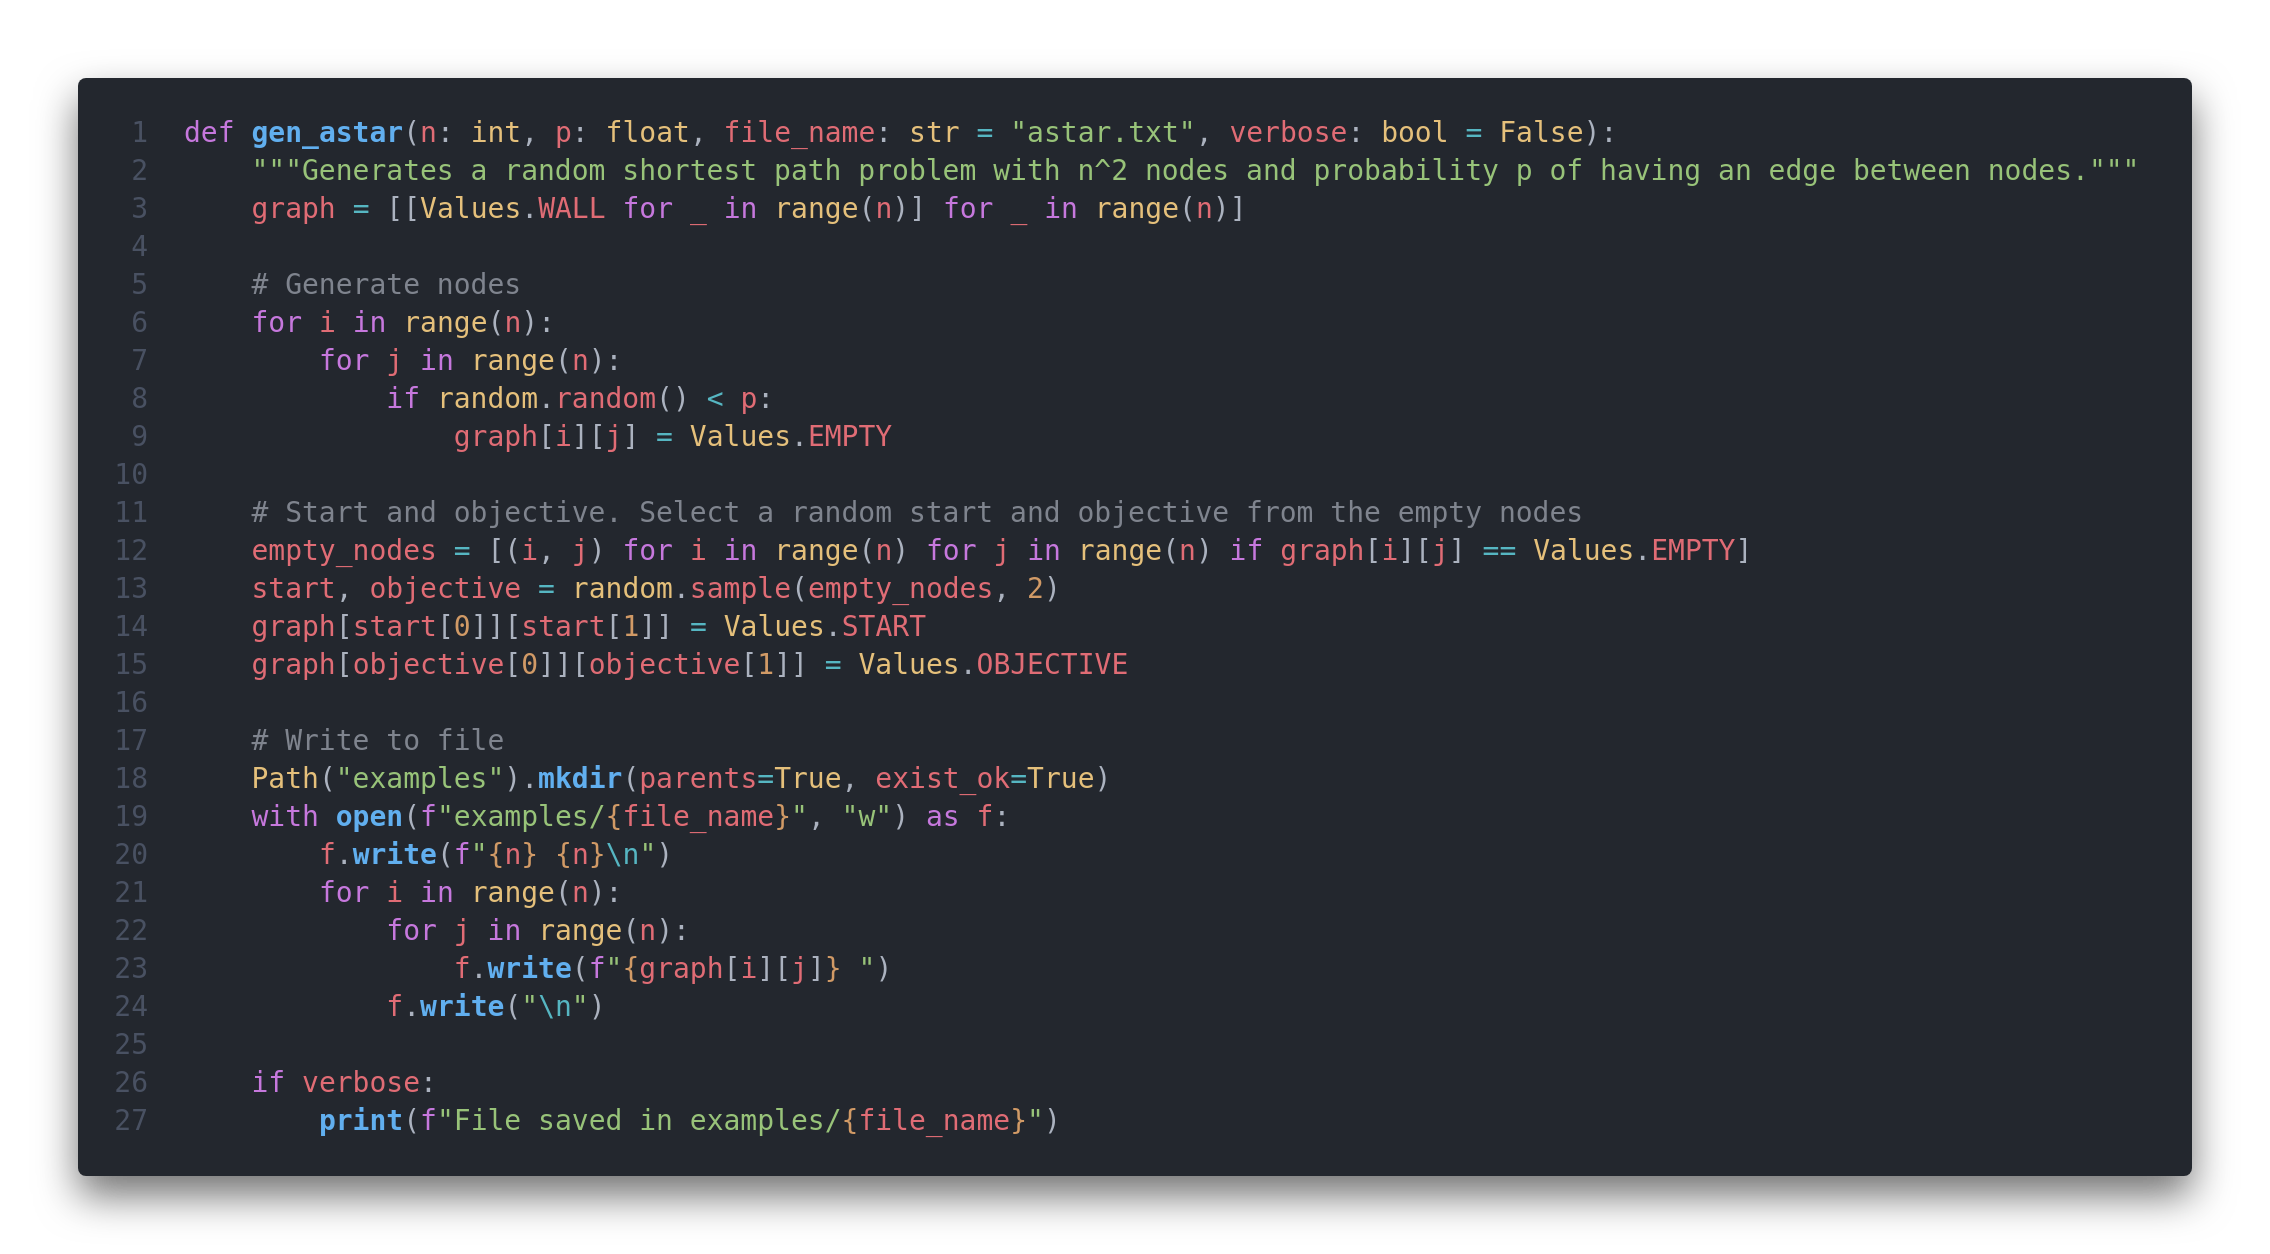 1 def gen_astar(n: int, p: float, file_name: str = "astar.txt", verbose: bool = False):
2     """Generates a random shortest path problem with n^2 nodes and probability p of having an edge between nodes."""
3     graph = [[Values.WALL for _ in range(n)] for _ in range(n)]
4
5     # Generate nodes
6     for i in range(n):
7         for j in range(n):
8             if random.random() < p:
9                 graph[i][j] = Values.EMPTY
10
11     # Start and objective. Select a random start and objective from the empty nodes
12     empty_nodes = [(i, j) for i in range(n) for j in range(n) if graph[i][j] == Values.EMPTY]
13     start, objective = random.sample(empty_nodes, 2)
14     graph[start[0]][start[1]] = Values.START
15     graph[objective[0]][objective[1]] = Values.OBJECTIVE
16
17     # Write to file
18     Path("examples").mkdir(parents=True, exist_ok=True)
19     with open(f"examples/{file_name}", "w") as f:
20         f.write(f"{n} {n}\n")
21         for i in range(n):
22             for j in range(n):
23                 f.write(f"{graph[i][j]} ")
24             f.write("\n")
25
26     if verbose:
27         print(f"File saved in examples/{file_name}")